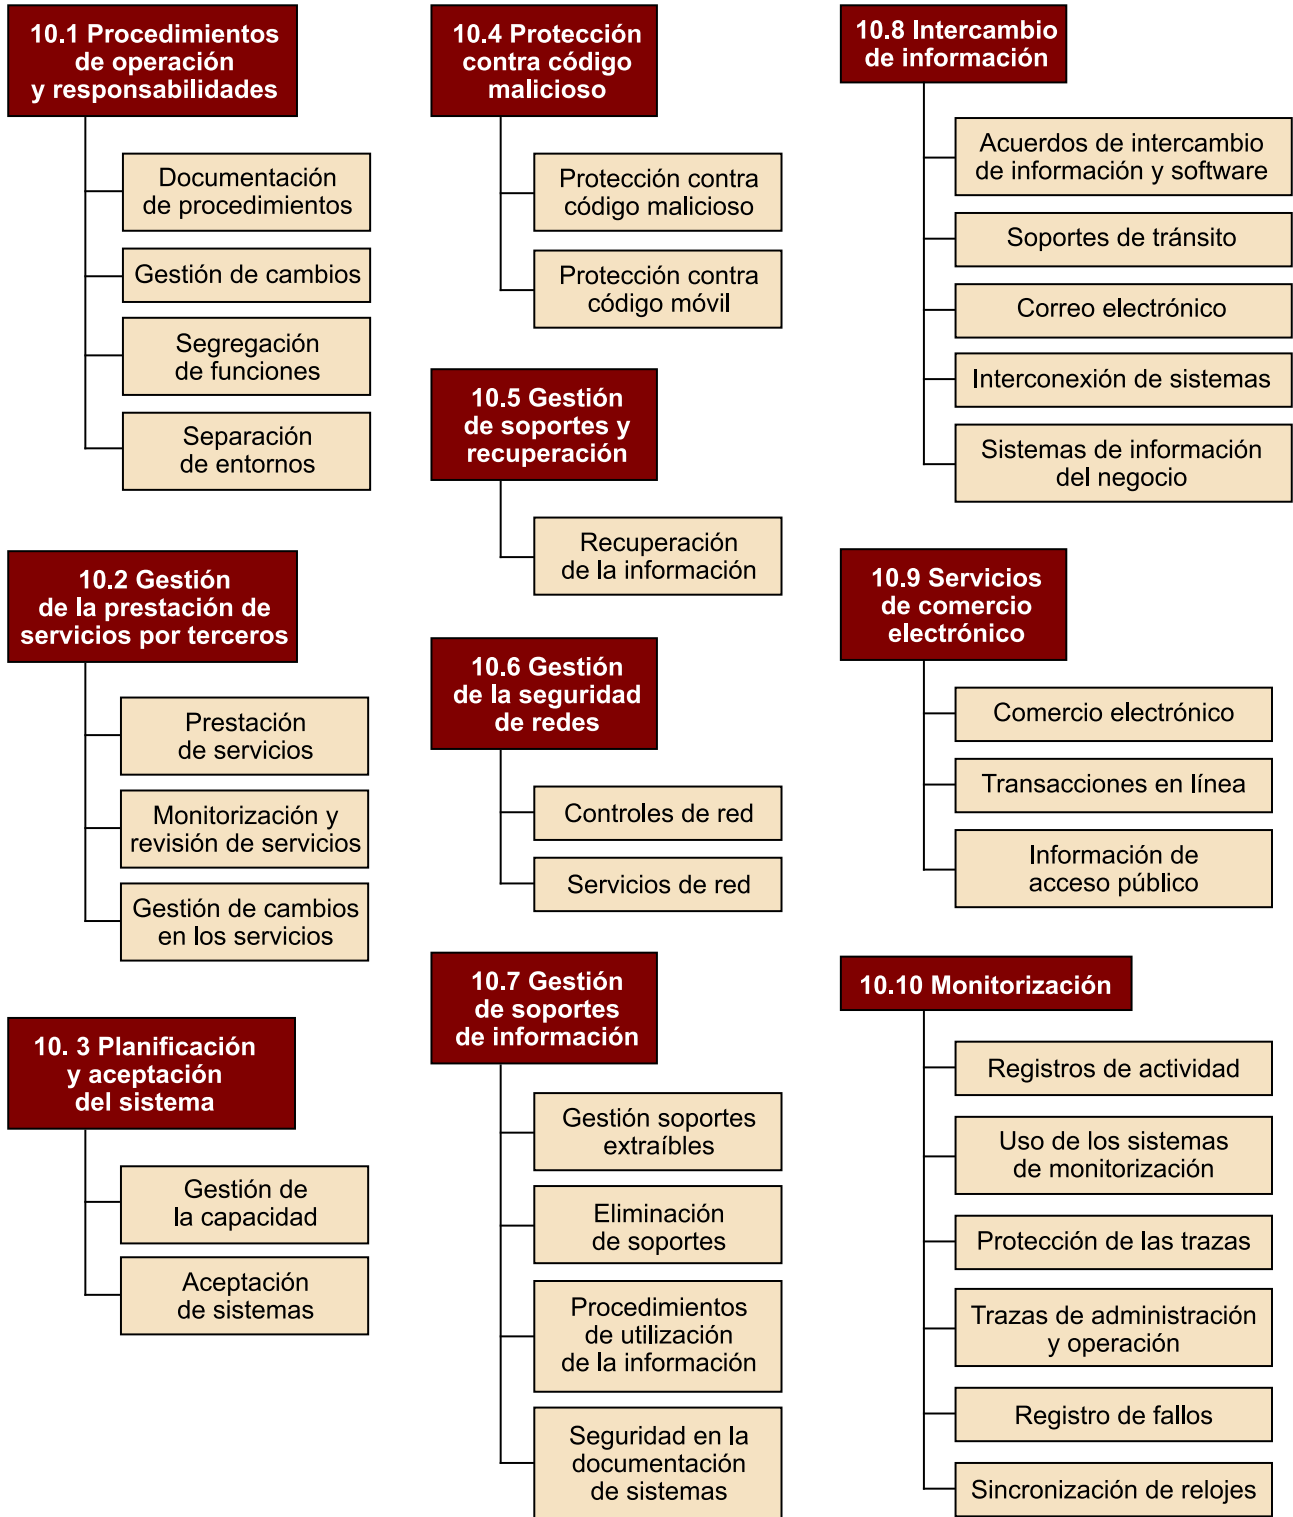 10.1 Procedimientos
de operación
y responsabilidades
Documentación
de procedimientos
Gestión de cambios
Segregación
de funciones
Separación
de entornos
10.2 Gestión
de la prestación de
servicios por terceros
Prestación
de servicios
Monitorización y
revisión de servicios
Gestión de cambios
en los servicios
10. 3 Planificación
y aceptación
del sistema
Gestión de
la capacidad
Aceptación
de sistemas
10.4 Protección
contra código
malicioso
Protección contra
código malicioso
Protección contra
código móvil
10.5 Gestión
de soportes y
recuperación
Recuperación
de la información
10.6 Gestión
de la seguridad
de redes
Controles de red
Servicios de red
10.7 Gestión
de soportes
de información
Gestión soportes
extraíbles
Eliminación
de soportes
Procedimientos
de utilización
de la información
Seguridad en la
documentación
de sistemas
10.8 Intercambio
de información
Acuerdos de intercambio
de información y software
Soportes de tránsito
Correo electrónico
Interconexión de sistemas
Sistemas de información
del negocio
10.9 Servicios
de comercio
electrónico
Comercio electrónico
Transacciones en línea
Información de
acceso público
10.10 Monitorización
Registros de actividad
Uso de los sistemas
de monitorización
Protección de las trazas
Trazas de administración
y operación
Registro de fallos
Sincronización de relojes